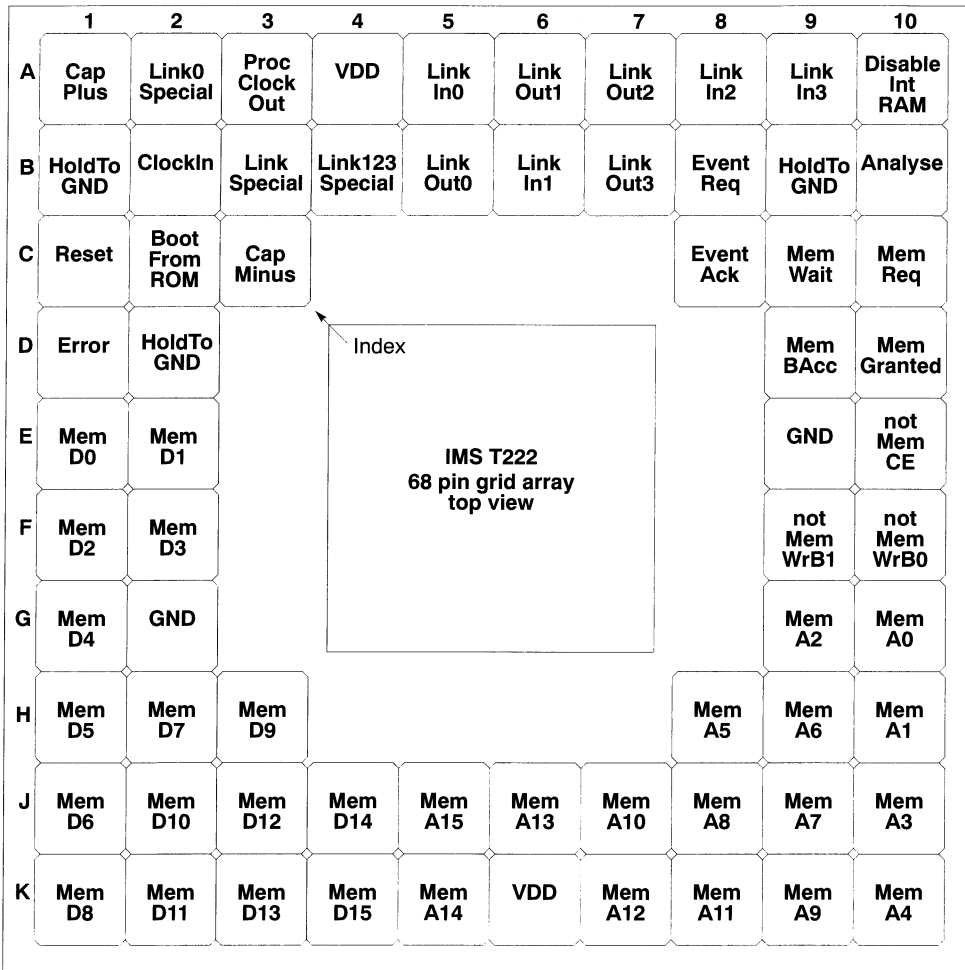 1 2 3 4 5 6 7 8 9 10
A
Cap Plus
Link0 Special
Proc Clock Out
VDD
Link In0
Link Out1
Link Out2
Link In2
Link In3
Disable Int RAM
B
HoldTo GND
ClockIn
Link Special
Link123 Special
Link Out0
Link In1
Link Out3
Event Req
HoldTo GND
Analyse
C
Reset
Boot From ROM
Cap Minus
Event Ack
Mem Wait
Mem Req
D
Error
HoldTo GND
Index
Mem BAcc
Mem Granted
E
Mem D0
Mem D1
IMS T222
68 pin grid array
top view
GND
not Mem CE
F
Mem D2
Mem D3
not Mem WrB1
not Mem WrB0
G
Mem D4
GND
Mem A2
Mem A0
H
Mem D5
Mem D7
Mem D9
Mem A5
Mem A6
Mem A1
J
Mem D6
Mem D10
Mem D12
Mem D14
Mem A15
Mem A13
Mem A10
Mem A8
Mem A7
Mem A3
K
Mem D8
Mem D11
Mem D13
Mem D15
Mem A14
VDD
Mem A12
Mem A11
Mem A9
Mem A4